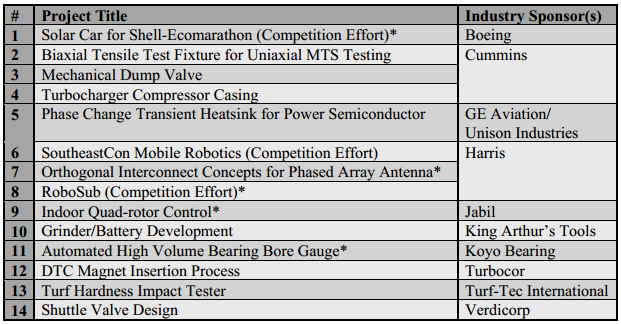 # Project Title Industry Sponsor(s)
1 Solar Car for Shell-Ecomarathon (Competition Effort)* Boeing
2 Biaxial Tensile Test Fixture for Uniaxial MTS Testing Cummins
3 Mechanical Dump Valve
4 Turbocharger Compressor Casing
5 Phase Change Transient Heatsink for Power Semiconductor GE Aviation/
Unison Industries
6 SoutheastCon Mobile Robotics (Competition Effort) Harris
7 Orthogonal Interconnect Concepts for Phased Array Antenna*
8 RoboSub (Competition Effort)*
9 Indoor Quad-rotor Control* Jabil
10 Grinder/Battery Development King Arthur's Tools
11 Automated High Volume Bearing Bore Gauge* Koyo Bearing
12 DTC Magnet Insertion Process Turbocor
13 Turf Hardness Impact Tester Turf-Tec International
14 Shuttle Valve Design Verdicorp